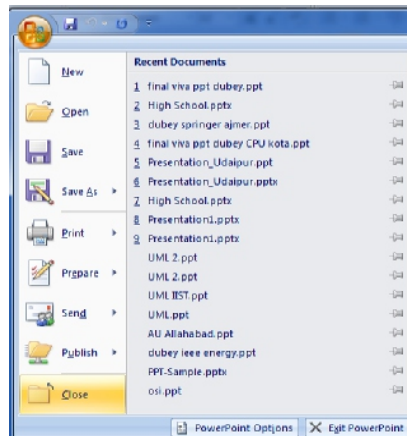 New
Open
Save
Save As
Print
Prepare
Send
Publish
Close
Recent Documents
1 final viva ppt dubey.ppt
2 High School.pptx
3 dubey springer ajmer.ppt
4 final viva ppt dubey CPU kota.ppt
5 Presentation_Udaipur.ppt
6 Presentation_Udaipur.pptx
7 High School.pptx
8 Presentation1.pptx
9 Presentation1.pptx
UML 2.ppt
UML 2.ppt
UML IIST.ppt
UML.ppt
AU Allahabad.ppt
dubey ieee energy.ppt
PPT-Sample.pptx
osi.ppt
PowerPoint Options
Exit PowerPoint